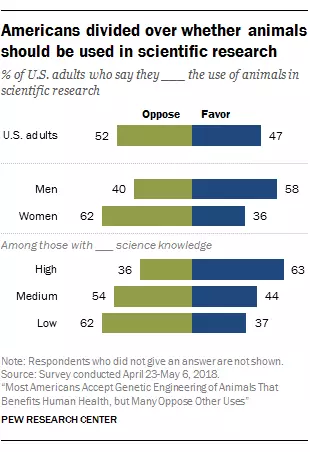 Americans divided over whether animals
should be used in scientific research
% of U.S. adults who say they ___ the use of animals in
scientific research
Oppose Favor
U.S. adults 52 47
Men 40 58
Women 62 36
Among those with ___ science knowledge
High 36 63
Medium 54 44
Low 62 37
Note: Respondents who did not give an answer are not shown.
Source: Survey conducted April 23-May 6, 2018.
“Most Americans Accept Genetic Engineering of Animals That
Benefits Human Health, but Many Oppose Other Uses”
PEW RESEARCH CENTER